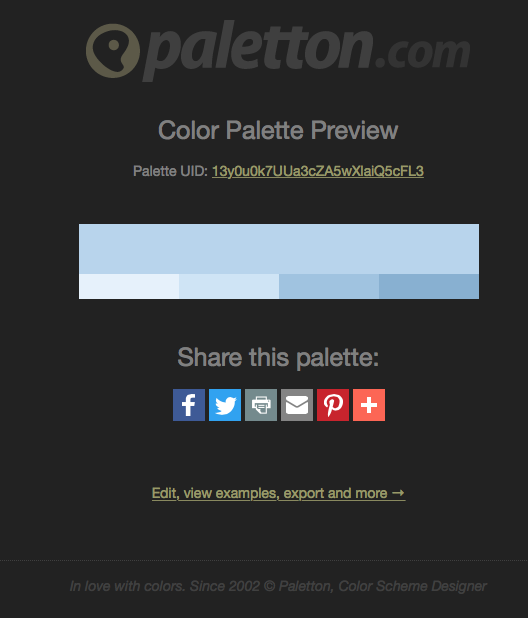 paletton.com
Color Palette Preview
Palette UID: 13y0u0k7UUa3cZA5wXlaiQ5cFL3
Share this palette:
Edit, view examples, export and more →
In love with colors. Since 2002 © Paletton, Color Scheme Designer